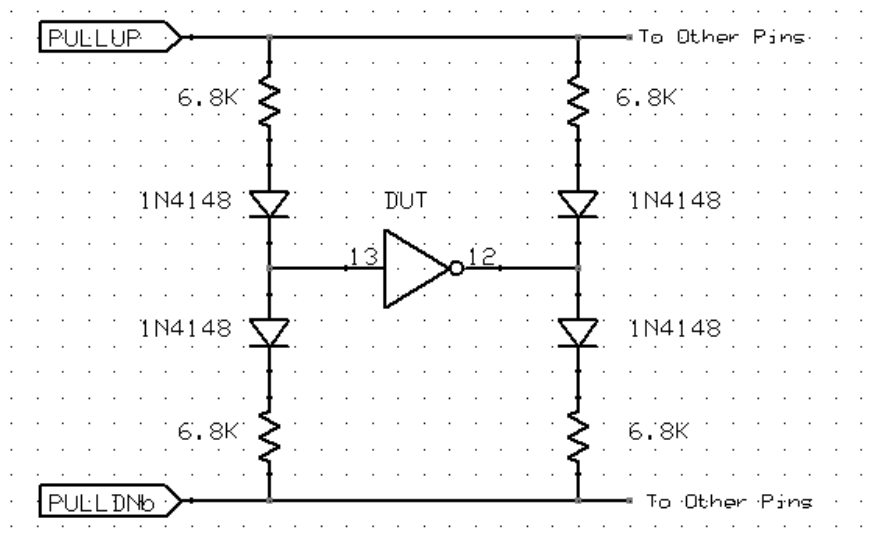 PULLUP To Other Pins
6.8K 6.8K
1N4148 DUT 1N4148
13 12
1N4148 1N4148
6.8K 6.8K
PULLDNb To Other Pins